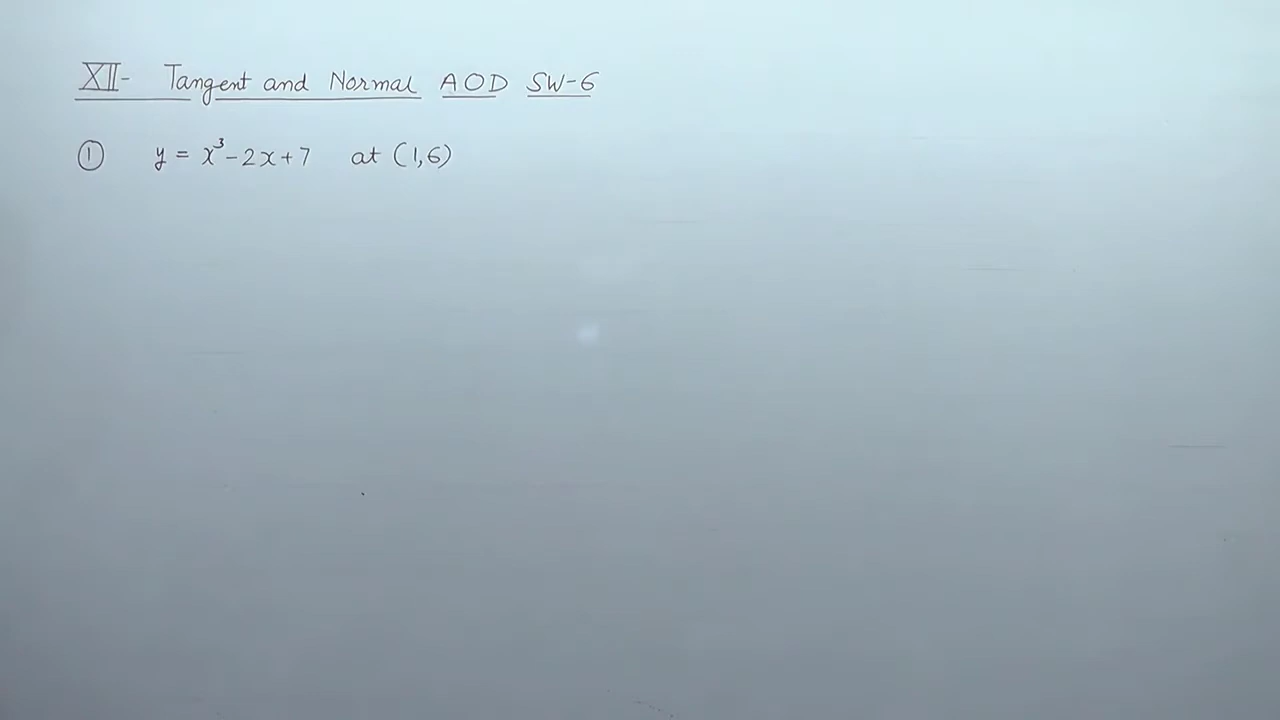 XII- Tangent and Normal AOD SW-6
① y = x³-2x+7 at (1,6)